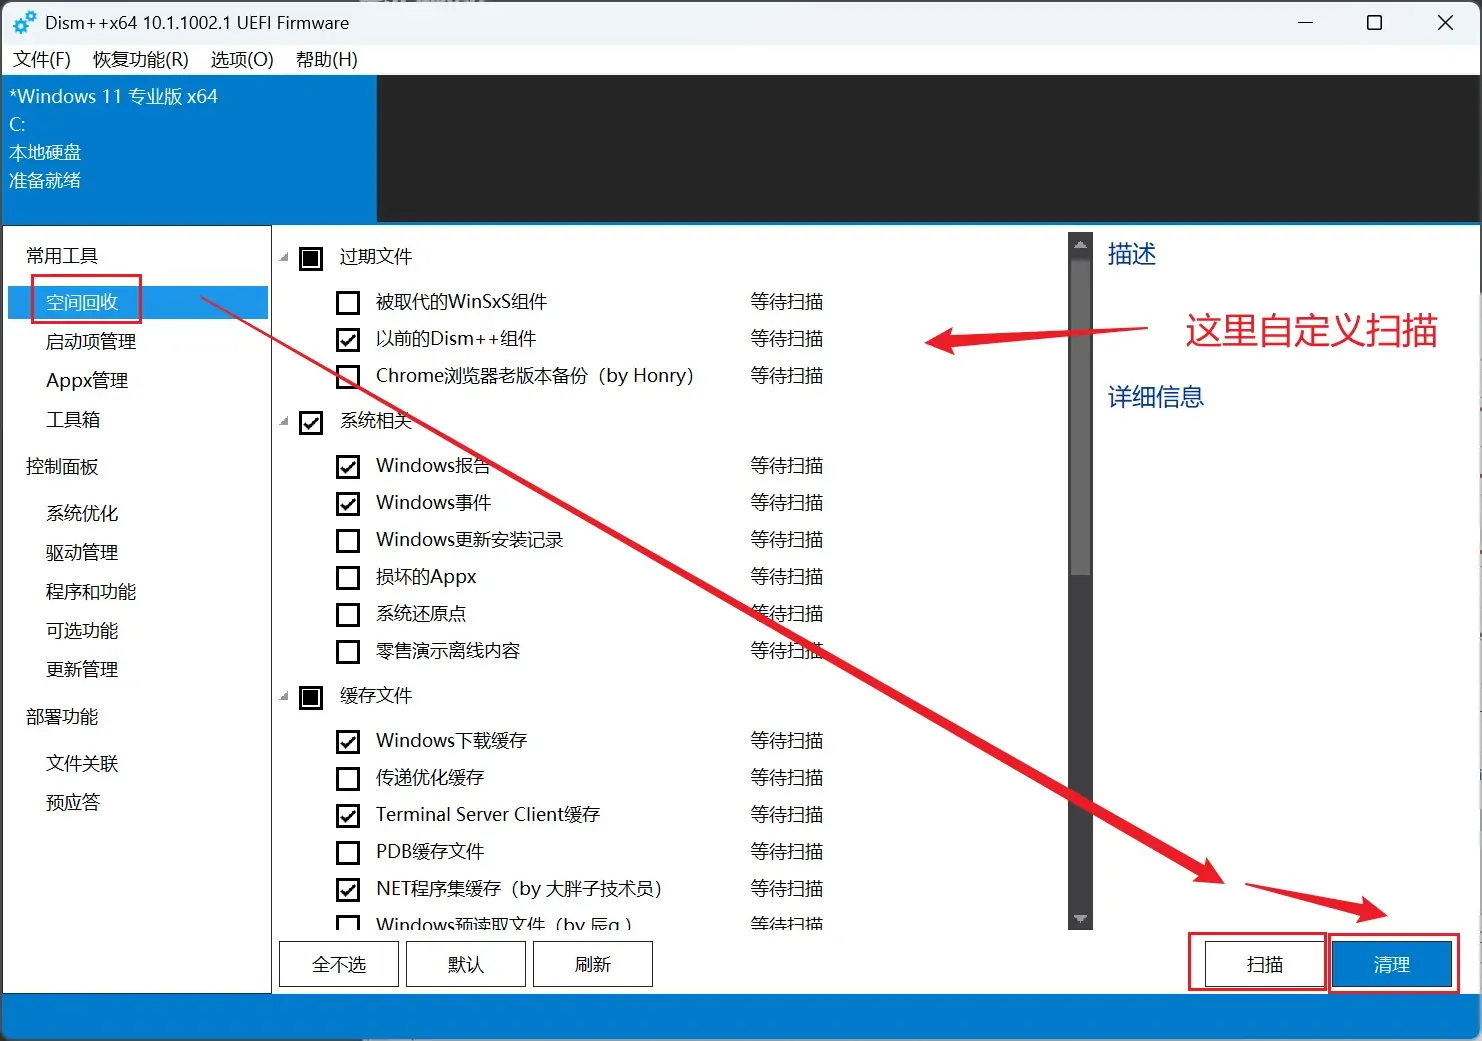 Dism++x64 10.1.1002.1 UEFI Firmware
文件(F) 恢复功能(R) 选项(O) 帮助(H)
*Windows 11 专业版 x64
C:
本地硬盘
准备就绪
常用工具
空间回收
启动项管理
Appx管理
工具箱
控制面板
系统优化
驱动管理
程序和功能
可选功能
更新管理
部署功能
文件关联
预应答
过期文件
被取代的WinSxS组件 等待扫描
以前的Dism++组件 等待扫描
Chrome浏览器老版本备份（by Honry） 等待扫描
系统相关
Windows报告 等待扫描
Windows事件 等待扫描
Windows更新安装记录 等待扫描
损坏的Appx 等待扫描
系统还原点 等待扫描
零售演示离线内容 等待扫描
缓存文件
Windows下载缓存 等待扫描
传递优化缓存 等待扫描
Terminal Server Client缓存 等待扫描
PDB缓存文件 等待扫描
NET程序集缓存（by 大胖子技术员） 等待扫描
Windows预读取文件（by 辰q ） 等待扫描
描述
这里自定义扫描
详细信息
全不选 默认 刷新 扫描 清理